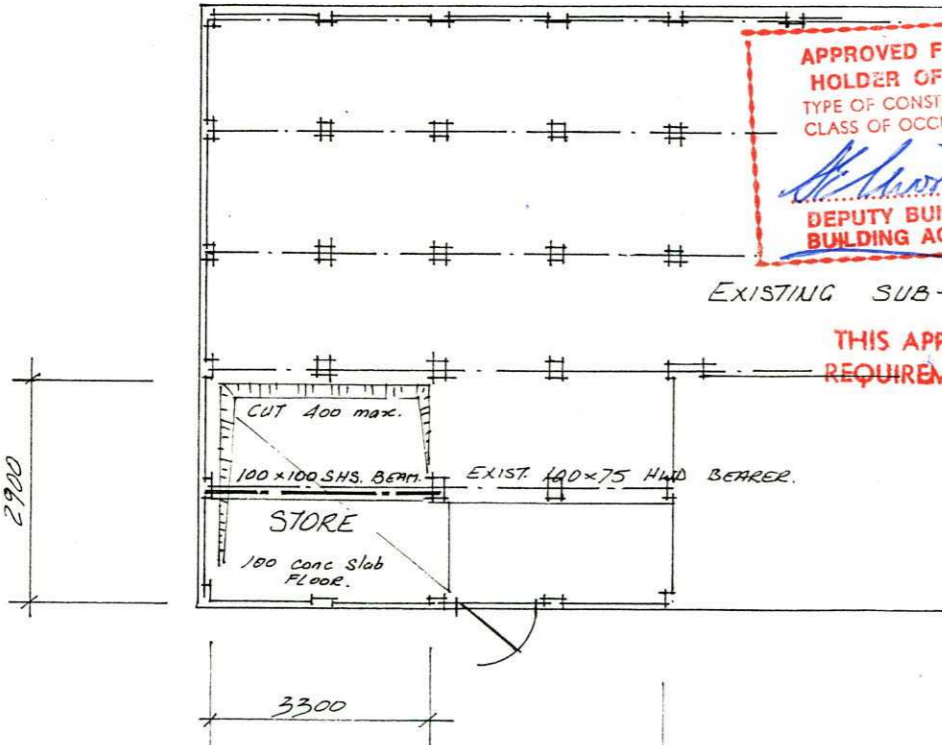 APPROVED F
HOLDER OF
TYPE OF CONST
CLASS OF OCC
DEPUTY BUI
BUILDING AC
EXISTING SUB-
THIS APP
REQUIREM
CUT 400 max.
100 x 100 SHS. BEAM.
EXIST. 100 x 75 HWD BEARER.
STORE
100 conc slab
FLOOR.
2900
3300